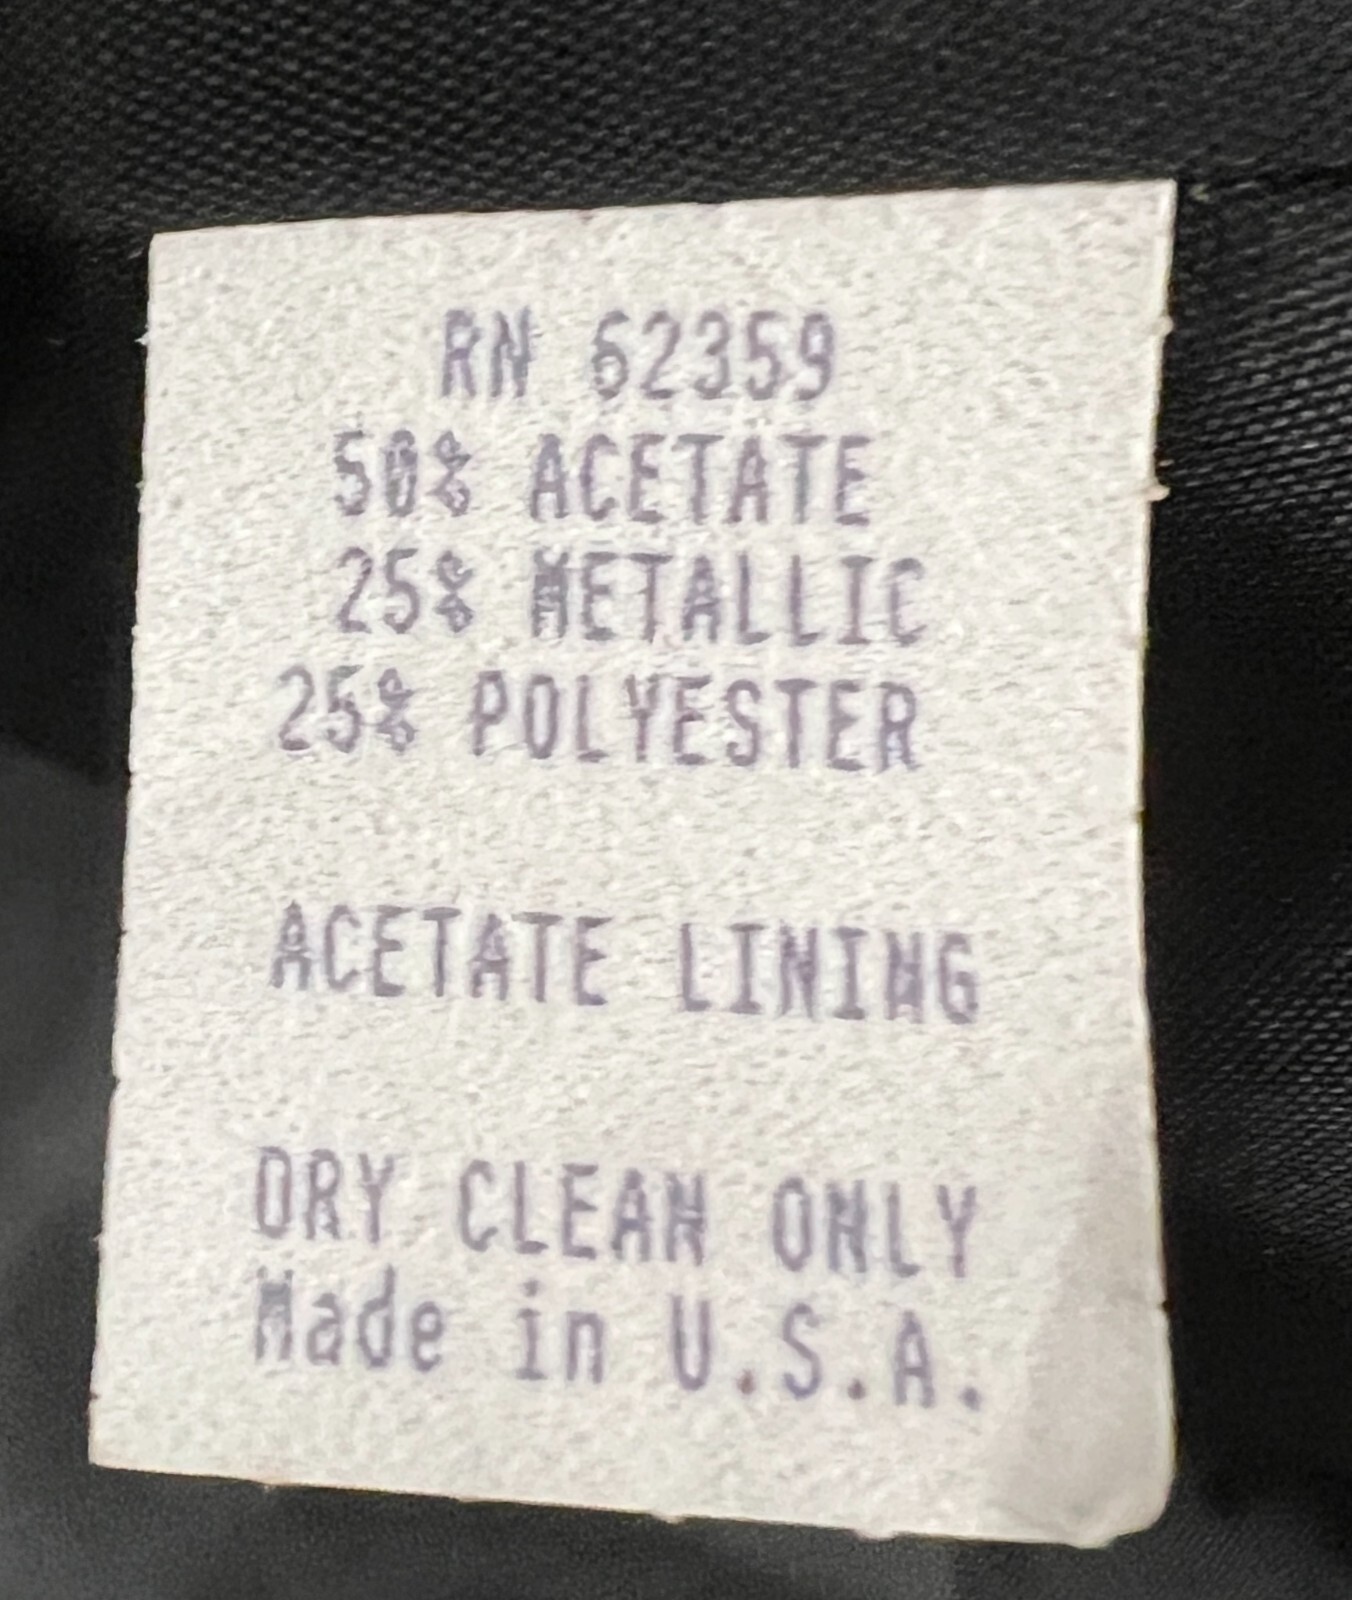 RN 62359
50% ACETATE
25% METALLIC
25% POLYESTER
ACETATE LINING
DRY CLEAN ONLY
Made in U.S.A.